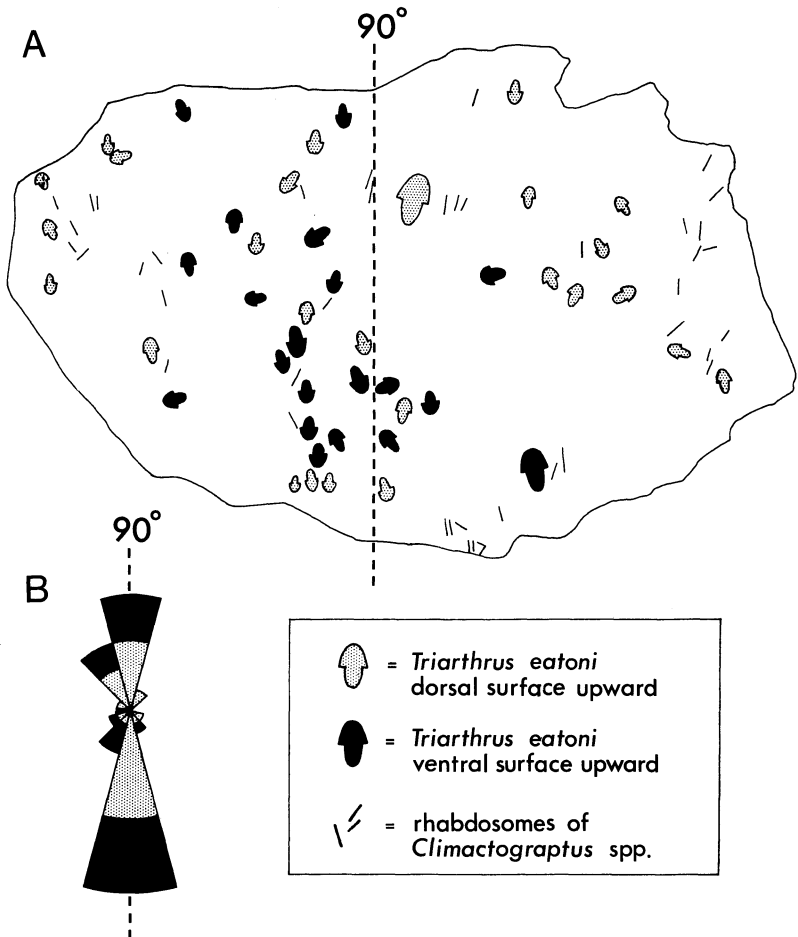 A
90°
90°
B
= Triarthrus eatoni
dorsal surface upward
= Triarthrus eatoni
ventral surface upward
= rhabdosomes of
Climactograptus spp.